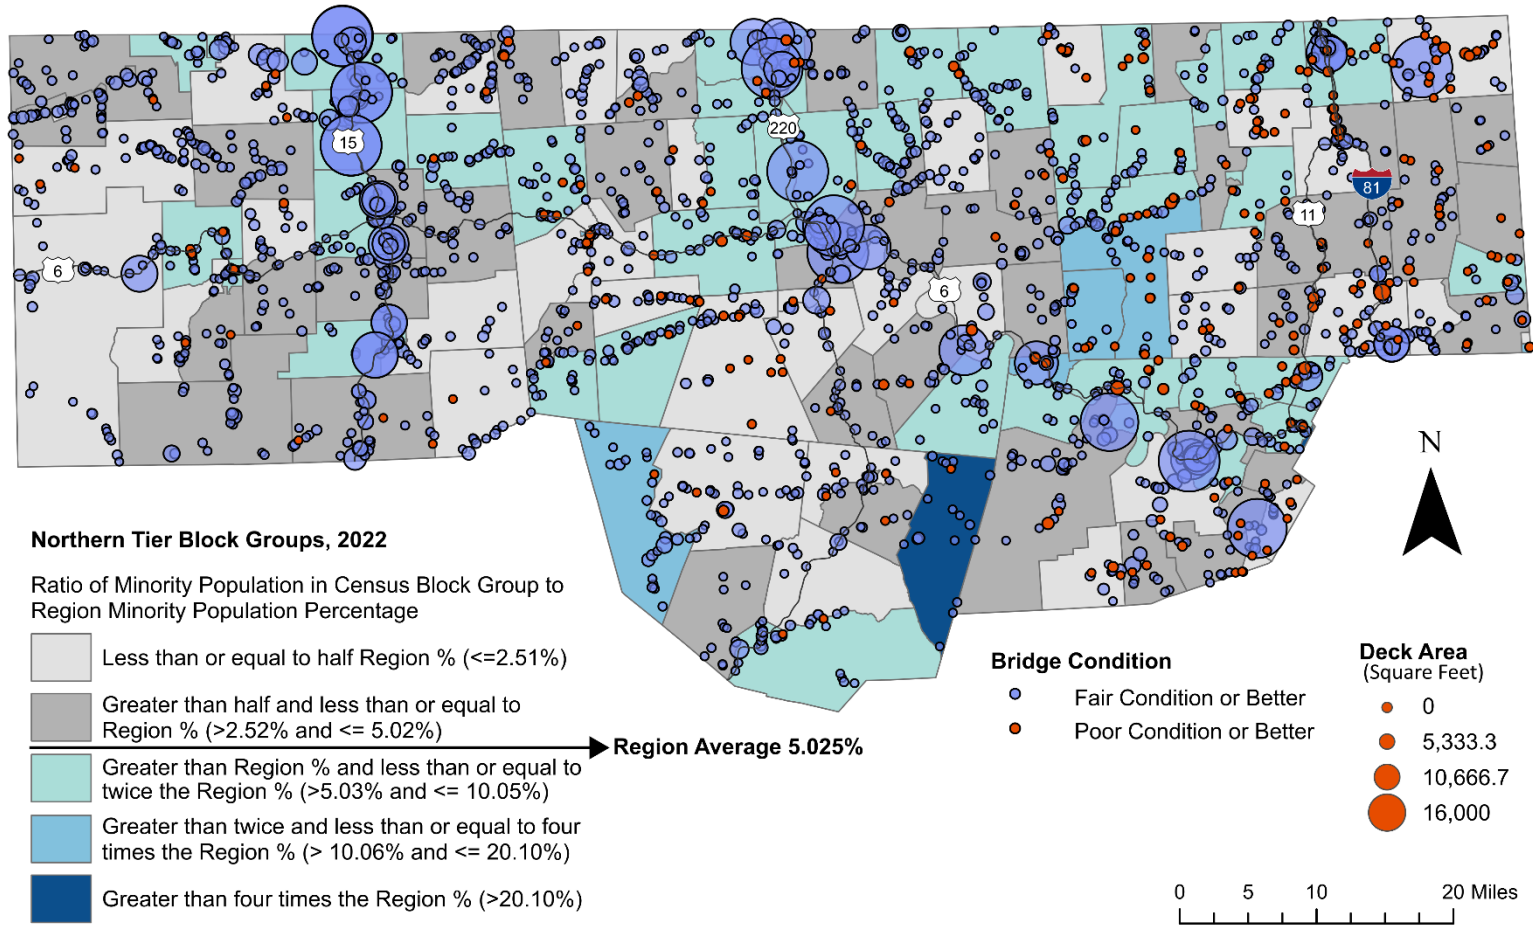 15
220
81
11
6
6
N
Northern Tier Block Groups, 2022
Ratio of Minority Population in Census Block Group to
Region Minority Population Percentage
Less than or equal to half Region % (<=2.51%)
Greater than half and less than or equal to
Region % (>2.52% and <= 5.02%)
Region Average 5.025%
Greater than Region % and less than or equal to
twice the Region % (>5.03% and <= 10.05%)
Greater than twice and less than or equal to four
times the Region % (> 10.06% and <= 20.10%)
Greater than four times the Region % (>20.10%)
Bridge Condition
Fair Condition or Better
Poor Condition or Better
Deck Area
(Square Feet)
0
5,333.3
10,666.7
16,000
0 5 10 20 Miles